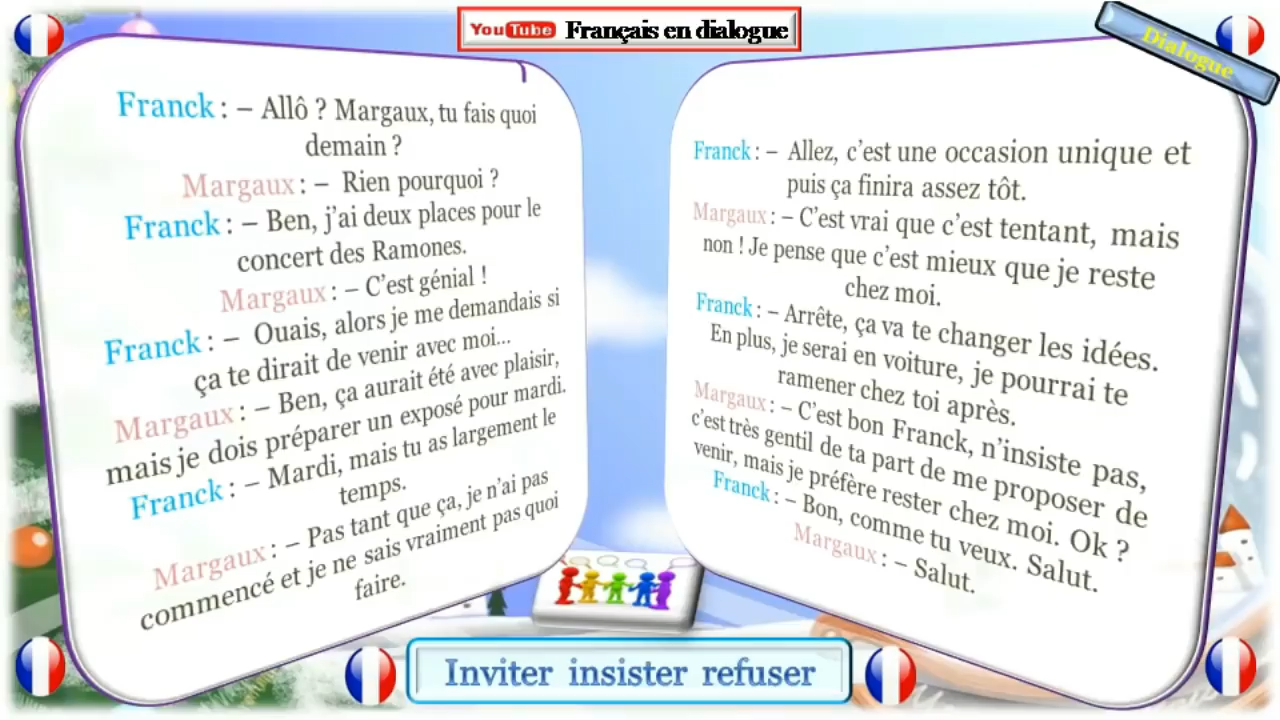 YouTube Français en dialogue
Dialogue
Franck : – Allô ? Margaux, tu fais quoi
demain ?
Margaux : – Rien pourquoi ?
Franck : – Ben, j’ai deux places pour le
concert des Ramones.
Margaux : – C’est génial !
Franck : – Ouais, alors je me demandais si
ça te dirait de venir avec moi...
Margaux : – Ben, ça aurait été avec plaisir,
mais je dois préparer un exposé pour mardi.
Franck : – Mardi, mais tu as largement le
temps.
Margaux : – Pas tant que ça, je n’ai pas
commencé et je ne sais vraiment pas quoi
faire.
Franck : – Allez, c’est une occasion unique et
puis ça finira assez tôt.
Margaux : – C’est vrai que c’est tentant, mais
non ! Je pense que c’est mieux que je reste
chez moi.
Franck : – Arrête, ça va te changer les idées.
En plus, je serai en voiture, je pourrai te
ramener chez toi après.
Margaux : – C’est bon Franck, n’insiste pas,
c’est très gentil de ta part de me proposer de
venir, mais je préfère rester chez moi. Ok ?
Franck : – Bon, comme tu veux. Salut.
Margaux : – Salut.
Inviter insister refuser